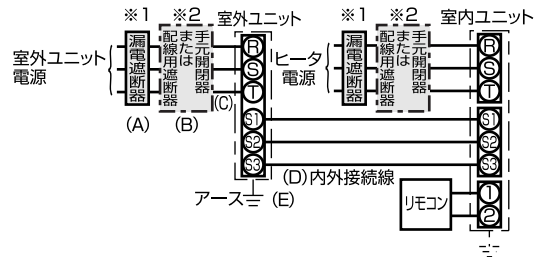 ※1 ※2 室外ユニット ※1 ※2 室内ユニット
室外ユニット
電源
漏電遮断器
手元開閉器
または
配線用遮断器
R
S
T
S1
S2
S3
(A)
(B)
(C)
ヒータ
電源
漏電遮断器
手元開閉器
または
配線用遮断器
R
S
T
S1
S2
S3
1
2
(D)内外接続線
アース
(E)
リモコン